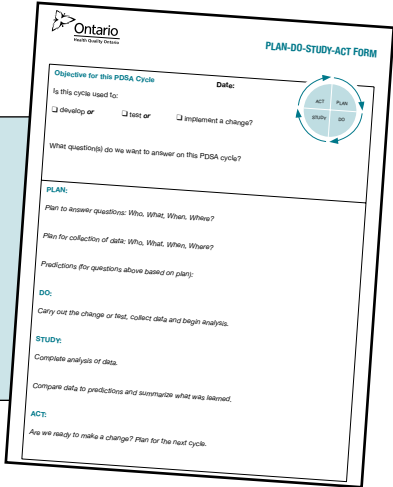 Ontario
Health Quality Ontario
PLAN-DO-STUDY-ACT FORM
Objective for this PDSA Cycle Date:
Is this cycle used to:
❑ develop or ❑ test or ❑ implement a change?
ACT PLAN
STUDY DO
What question(s) do we want to answer on this PDSA cycle?
PLAN:
Plan to answer questions: Who, What, When, Where?
Plan for collection of data: Who, What, When, Where?
Predictions (for questions above based on plan):
DO:
Carry out the change or test, collect data and begin analysis.
STUDY:
Complete analysis of data.
Compare data to predictions and summarize what was learned.
ACT:
Are we ready to make a change? Plan for the next cycle.